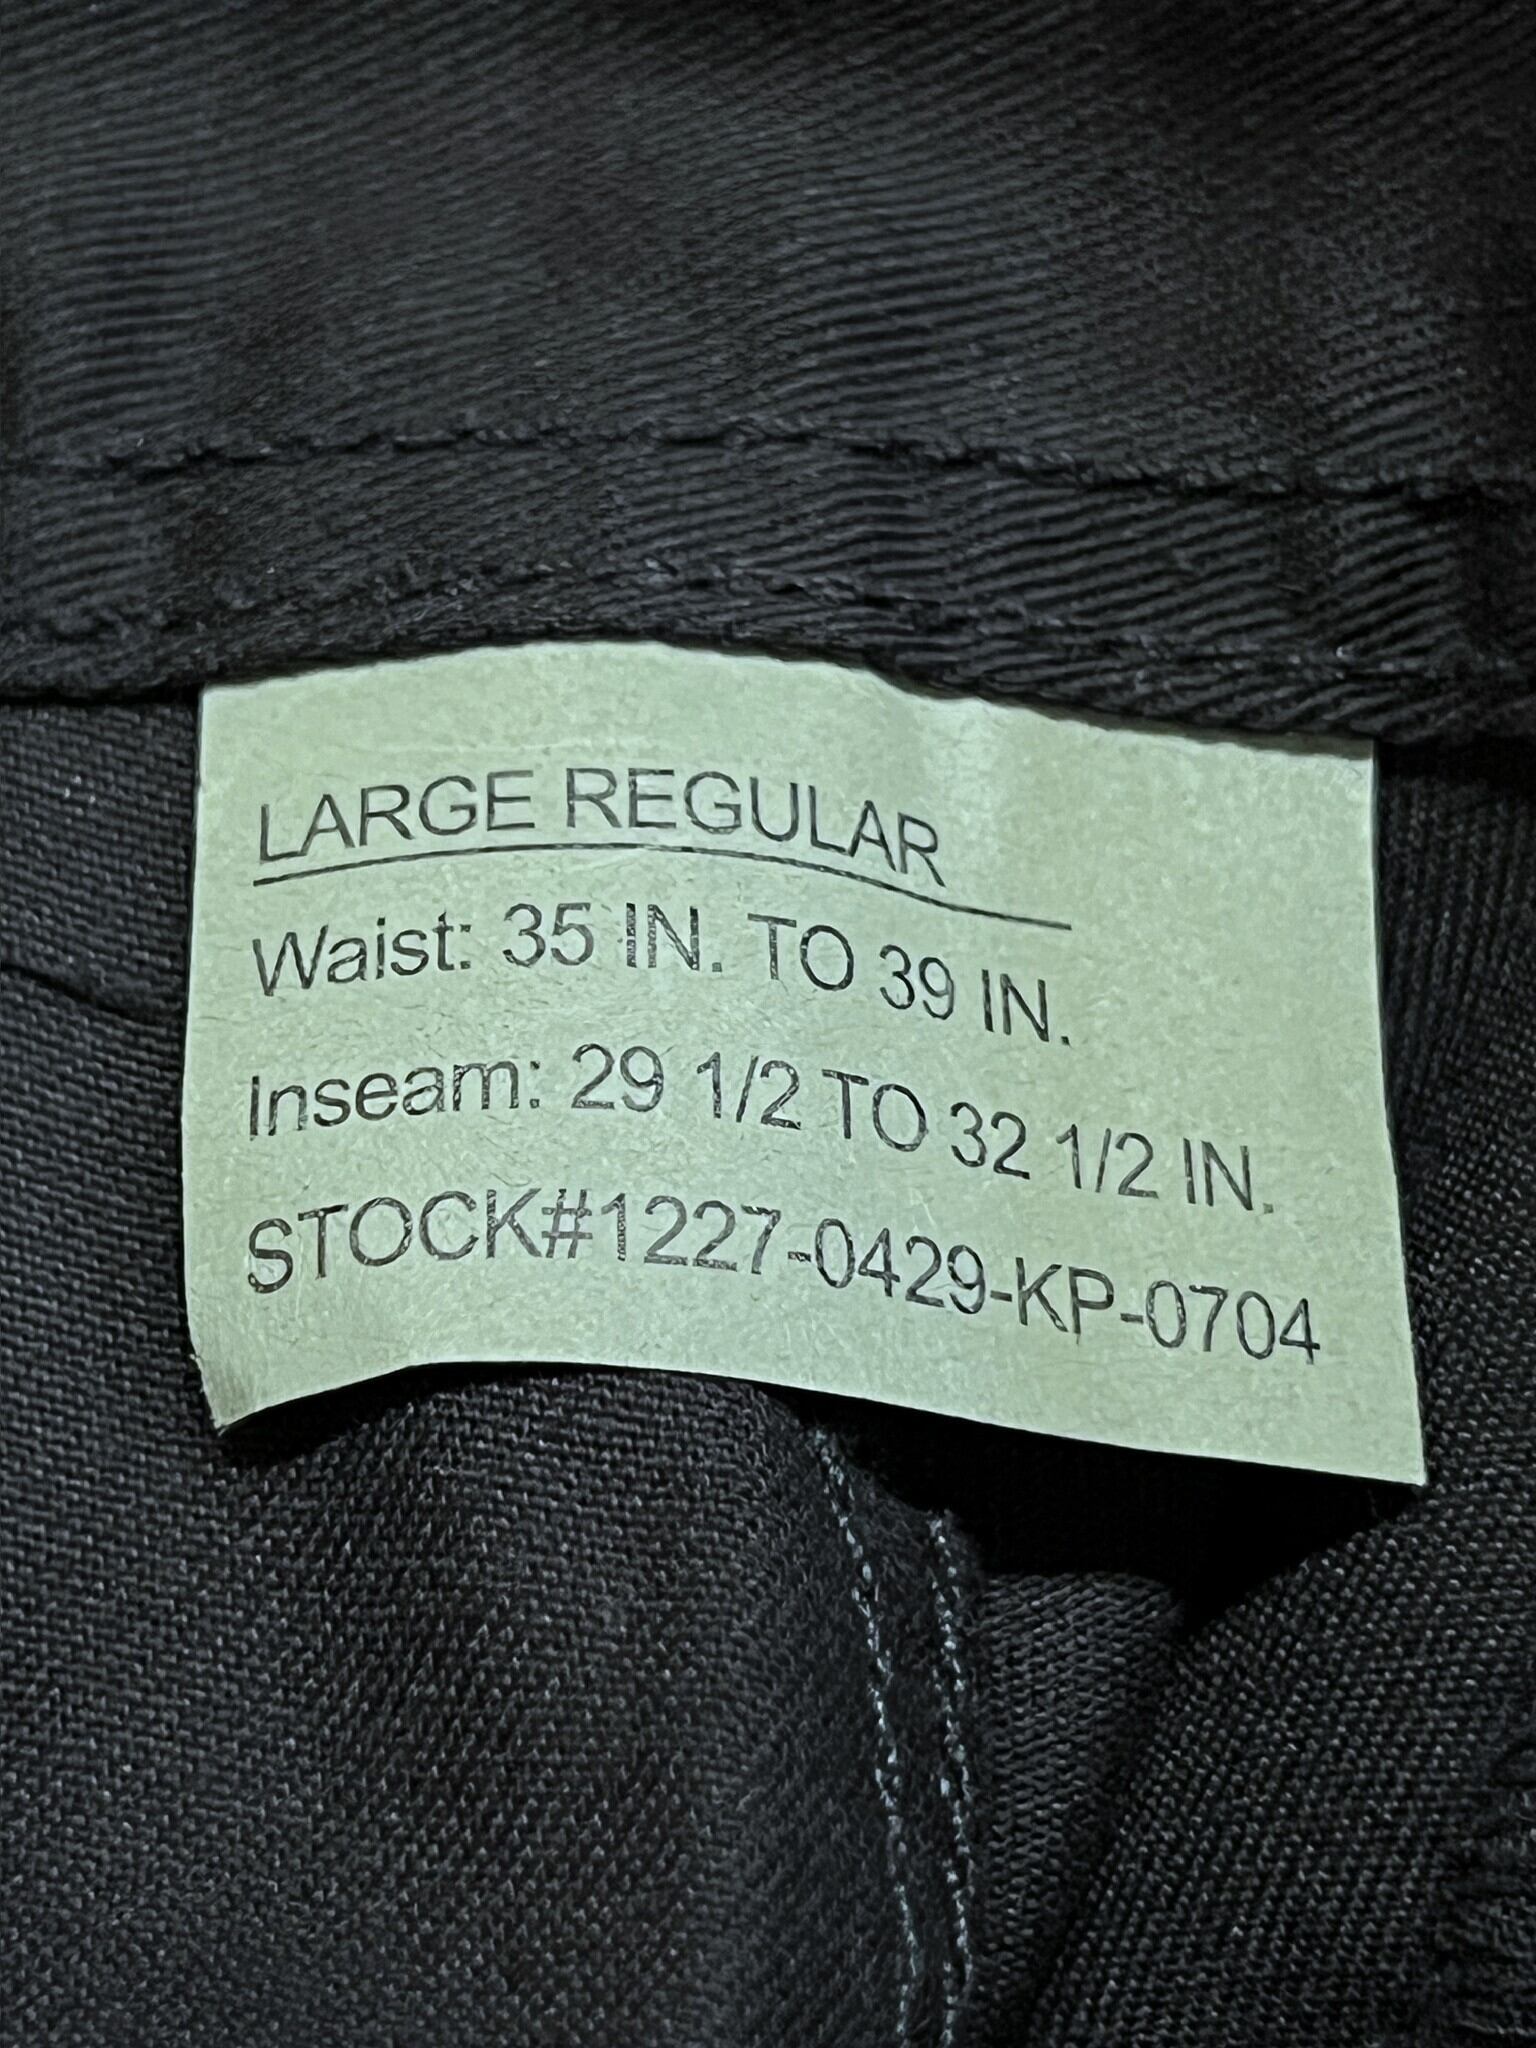 LARGE REGULAR
Waist: 35 IN. TO 39 IN.
Inseam: 29 1/2 TO 32 1/2 IN.
STOCK#1227-0429-KP-0704